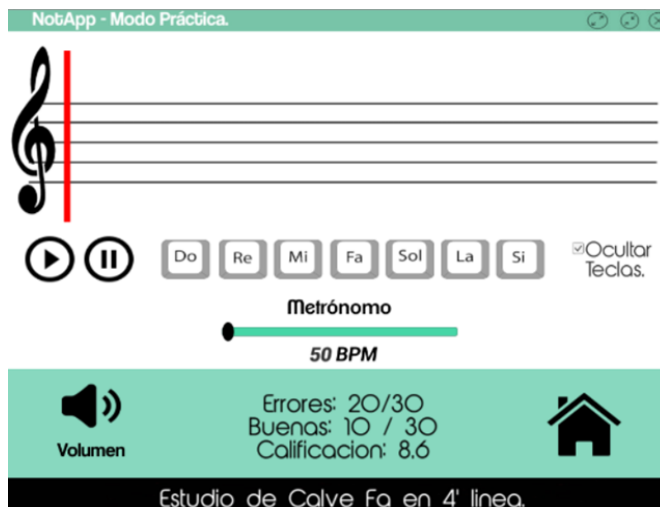 NotApp - Modo Práctica.
Do Re Mi Fa Sol La Si
Ocultar
Teclas.
Metrónomo
50 BPM
Errores: 20/30
Buenas: 10 / 30
Calificacion: 8.6
Volumen
Estudio de Calve Fa en 4' linea.